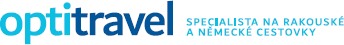 optitravel
SPECIALISTA NA RAKOUSKÉ
A NĚMECKÉ CESTOVKY